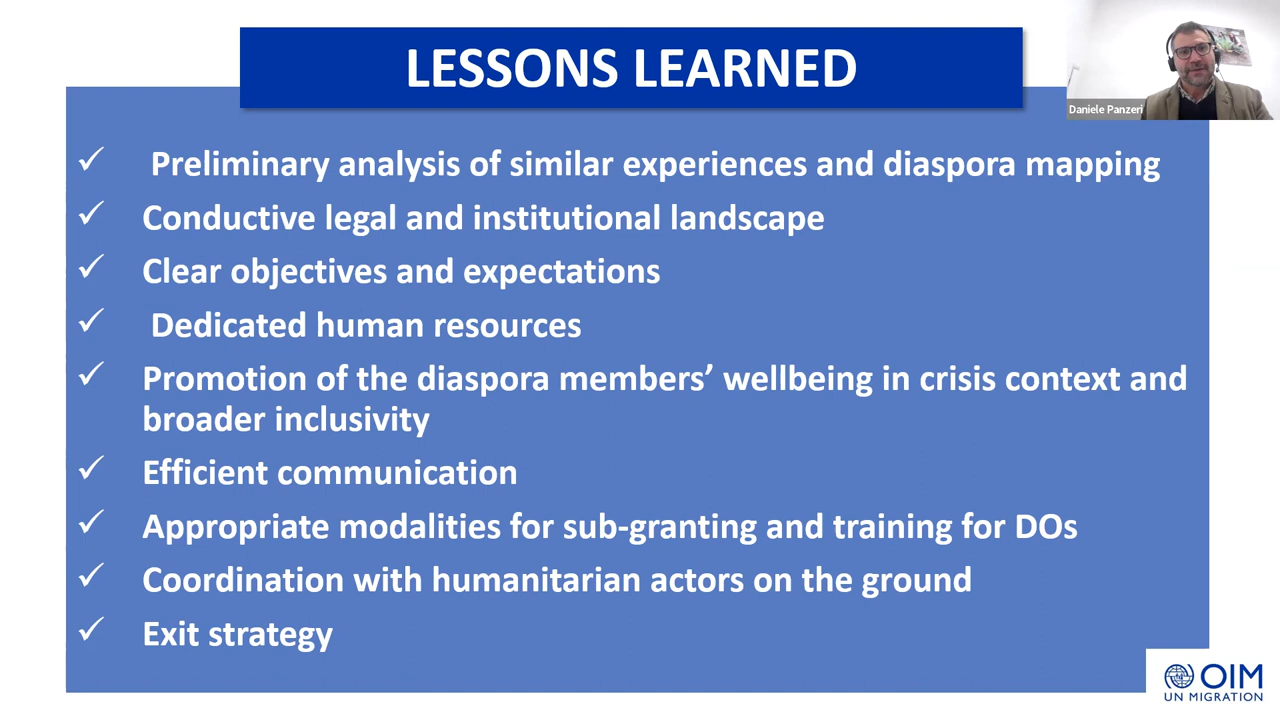 LESSONS LEARNED
Daniele Panzeri
✓ Preliminary analysis of similar experiences and diaspora mapping
✓ Conductive legal and institutional landscape
✓ Clear objectives and expectations
✓ Dedicated human resources
✓ Promotion of the diaspora members’ wellbeing in crisis context and
broader inclusivity
✓ Efficient communication
✓ Appropriate modalities for sub-granting and training for DOs
✓ Coordination with humanitarian actors on the ground
✓ Exit strategy
OIM
UN MIGRATION